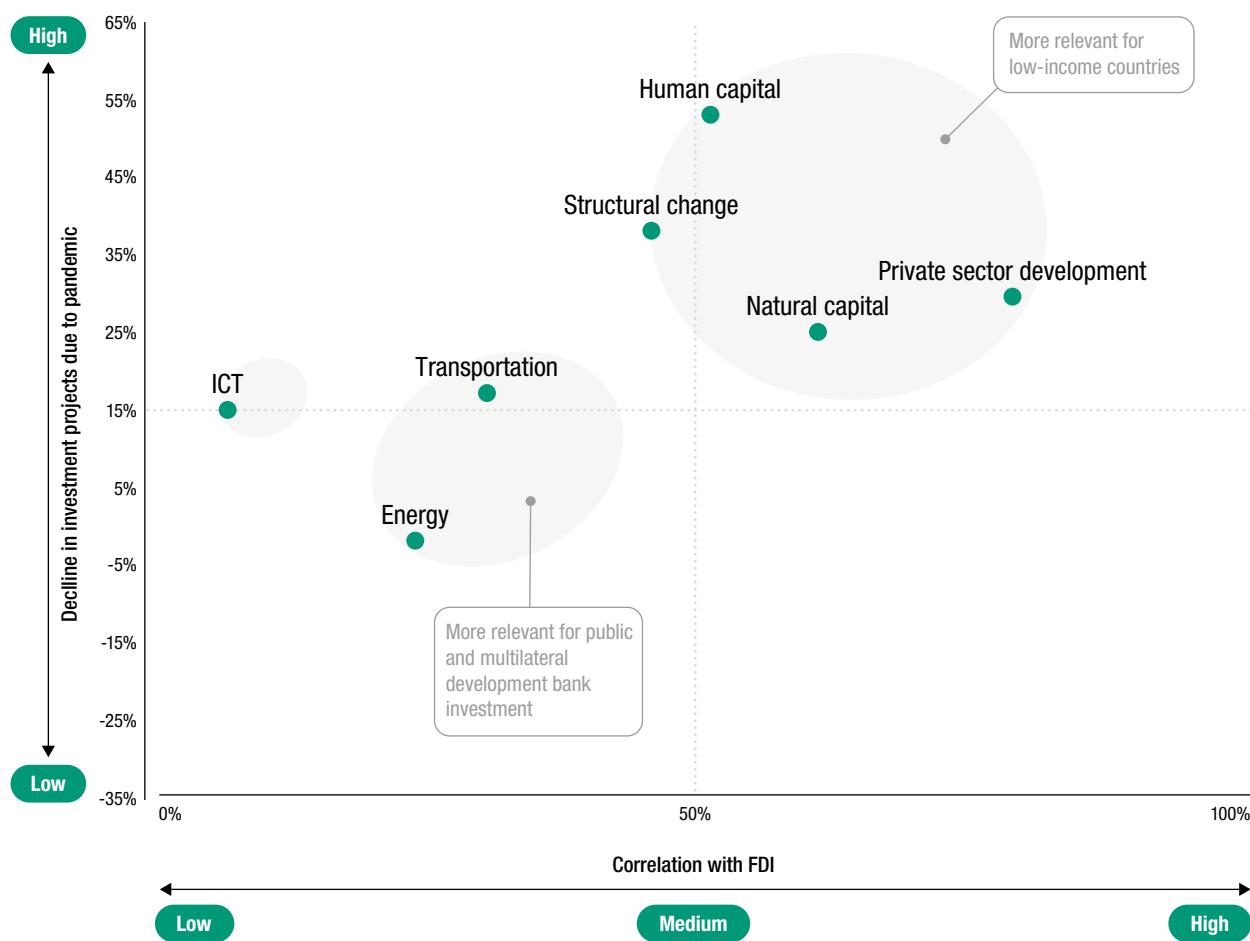 High
65%
55%
45%
35%
25%
15%
5%
-5%
-15%
-25%
-35%
Low
Declline in investment projects due to pandemic
More relevant for
low-income countries
Human capital
Structural change
Private sector development
Natural capital
Transportation
ICT
Energy
More relevant for public
and multilateral
development bank
investment
0%
50%
100%
Correlation with FDI
Low
Medium
High